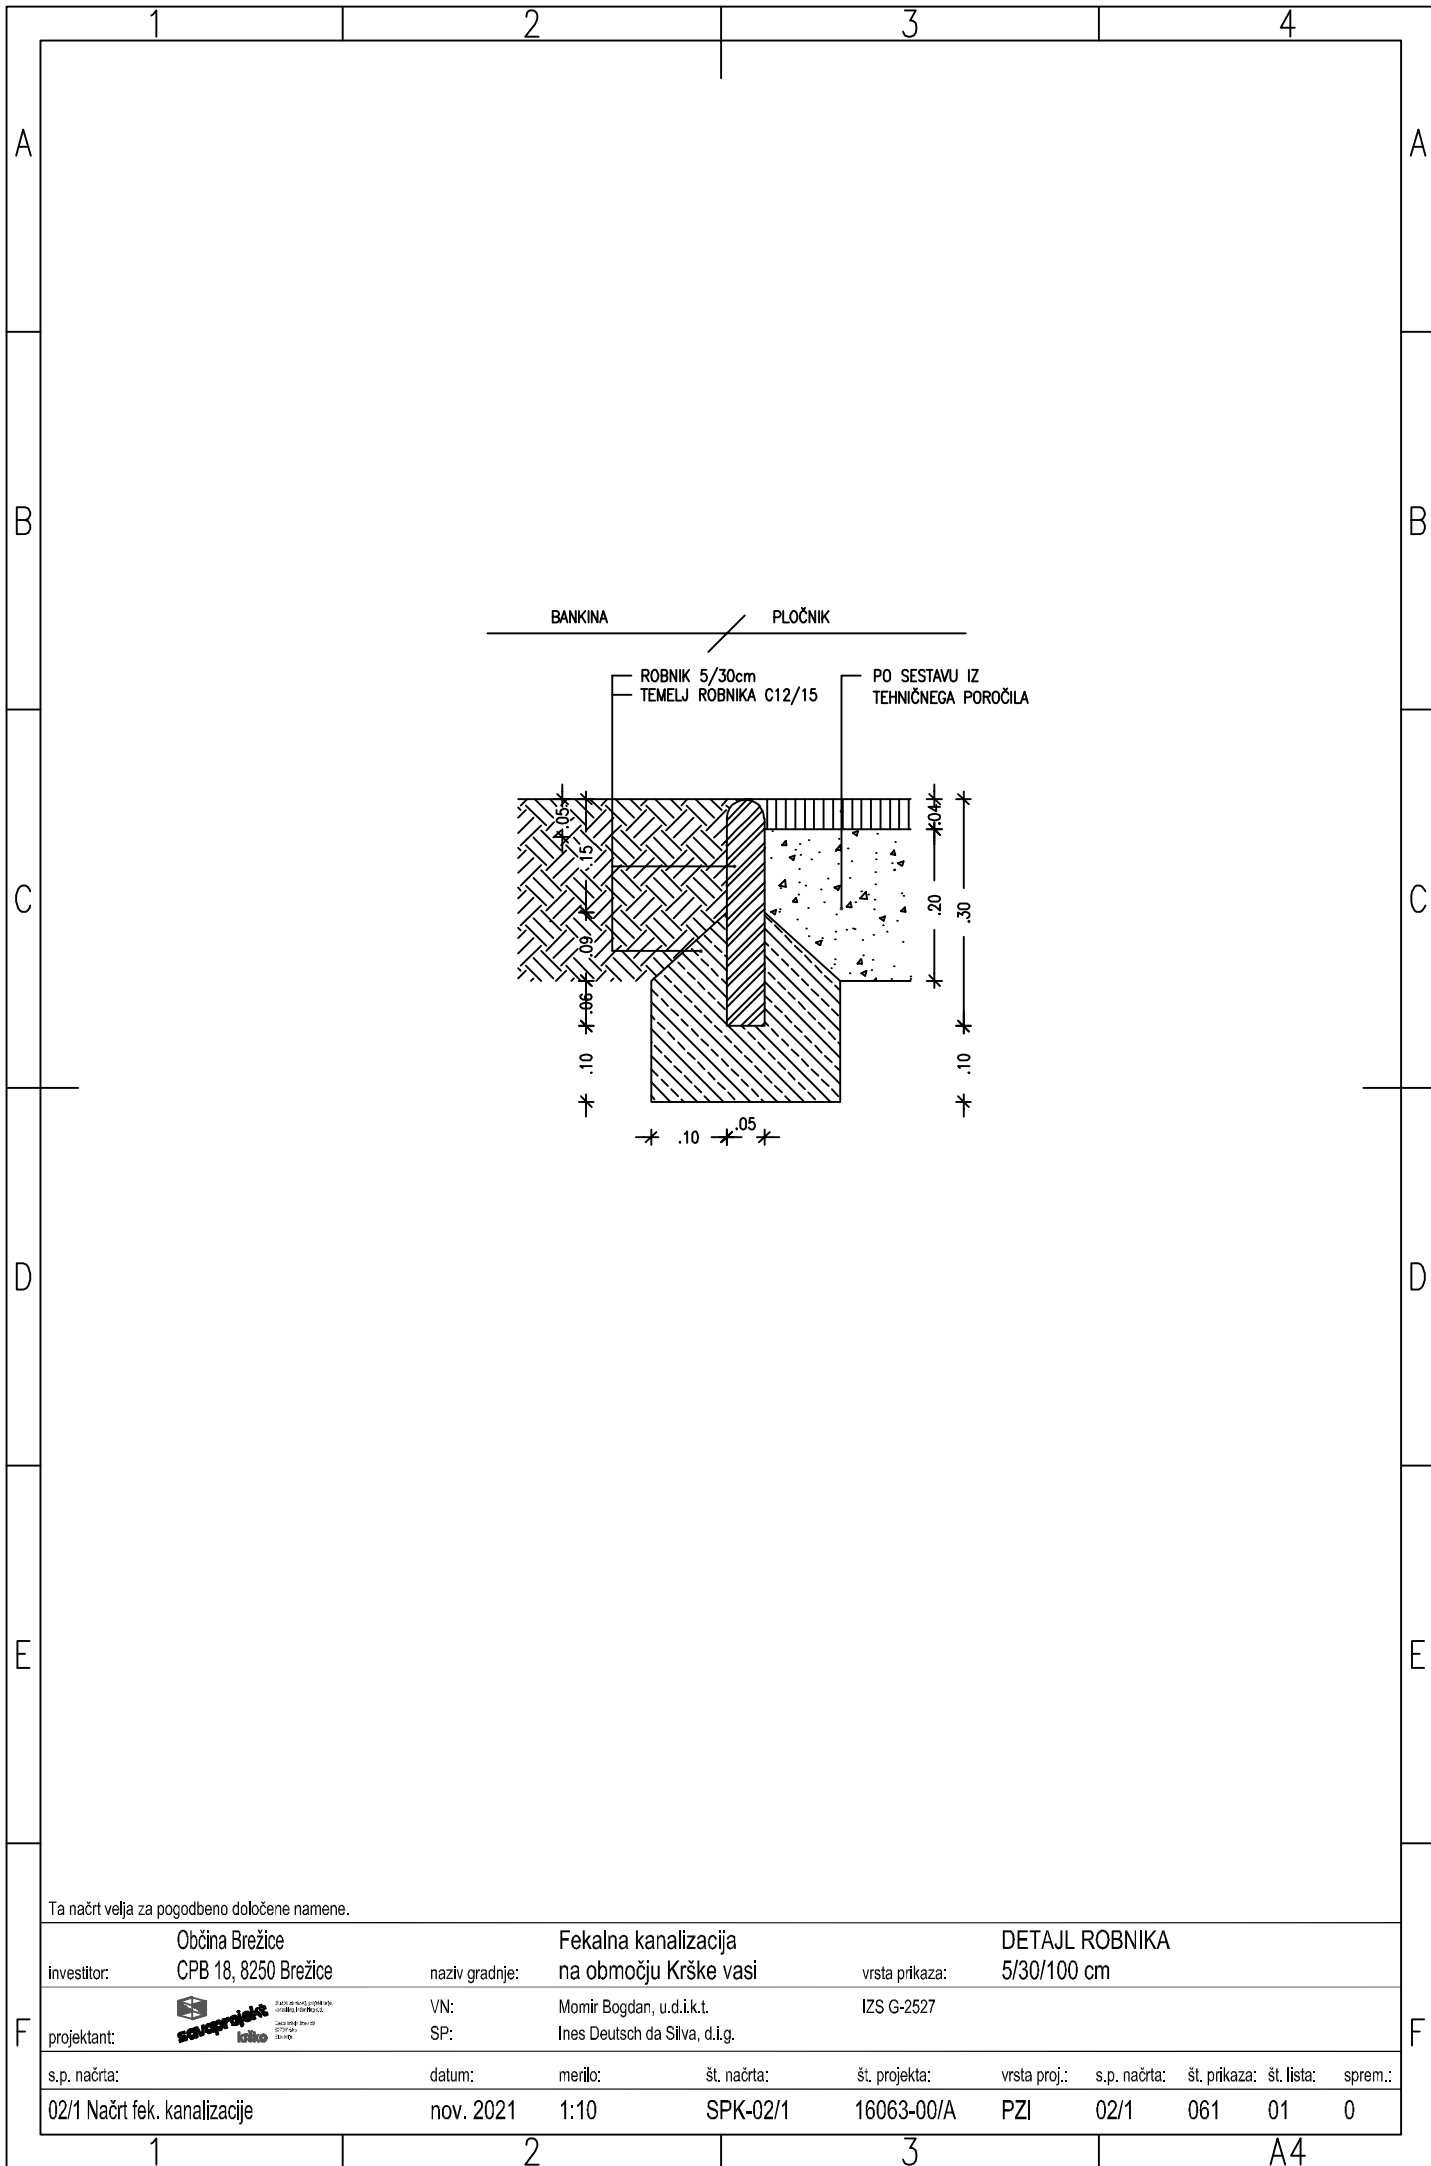 1 2 3 4
A A
B B
BANKINA PLOČNIK
ROBNIK 5/30cm
TEMELJ ROBNIKA C12/15
PO SESTAVU IZ
TEHNIČNEGA POROČILA
.05 .15 .09 .06 .10
.04 .20 .30 .10
.10 .05
C C
D D
E E
F F
Ta načrt velja za pogodbeno določene namene.
investitor:
Občina Brežice
CPB 18, 8250 Brežice
naziv gradnje:
Fekalna kanalizacija
na območju Krške vasi
vrsta prikaza:
DETAJL ROBNIKA
5/30/100 cm
projektant:
savaprojekt
krško
VN: Momir Bogdan, u.d.i.k.t. IZS G-2527
SP: Ines Deutsch da Silva, d.i.g.
s.p. načrta: datum: merilo: št. načrta: št. projekta: vrsta proj.: s.p. načrta: št. prikaza: št. lista: sprem.:
02/1 Načrt fek. kanalizacije nov. 2021 1:10 SPK-02/1 16063-00/A PZI 02/1 061 01 0
1 2 3 A4